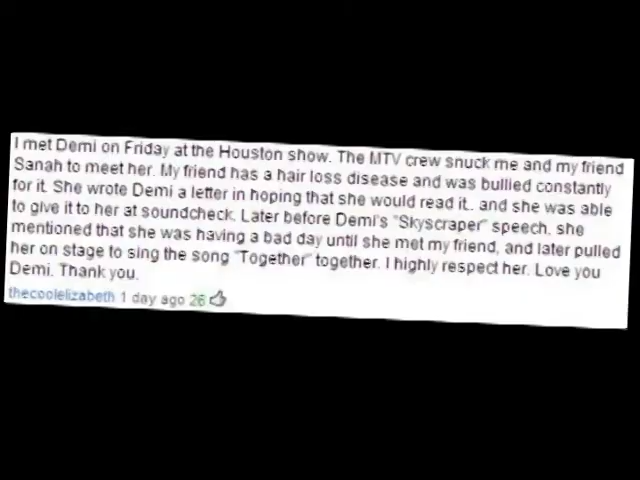 I met Demi on Friday at the Houston show. The MTV crew snuck me and my friend
Sanah to meet her. My friend has a hair loss disease and was bullied constantly
for it. She wrote Demi a letter in hoping that she would read it.. and she was able
to give it to her at soundcheck. Later before Demi's "Skyscraper" speech, she
mentioned that she was having a bad day until she met my friend, and later pulled
her on stage to sing the song "Together" together. I highly respect her. Love you
Demi. Thank you.
thecoolelizabeth 1 day ago 26